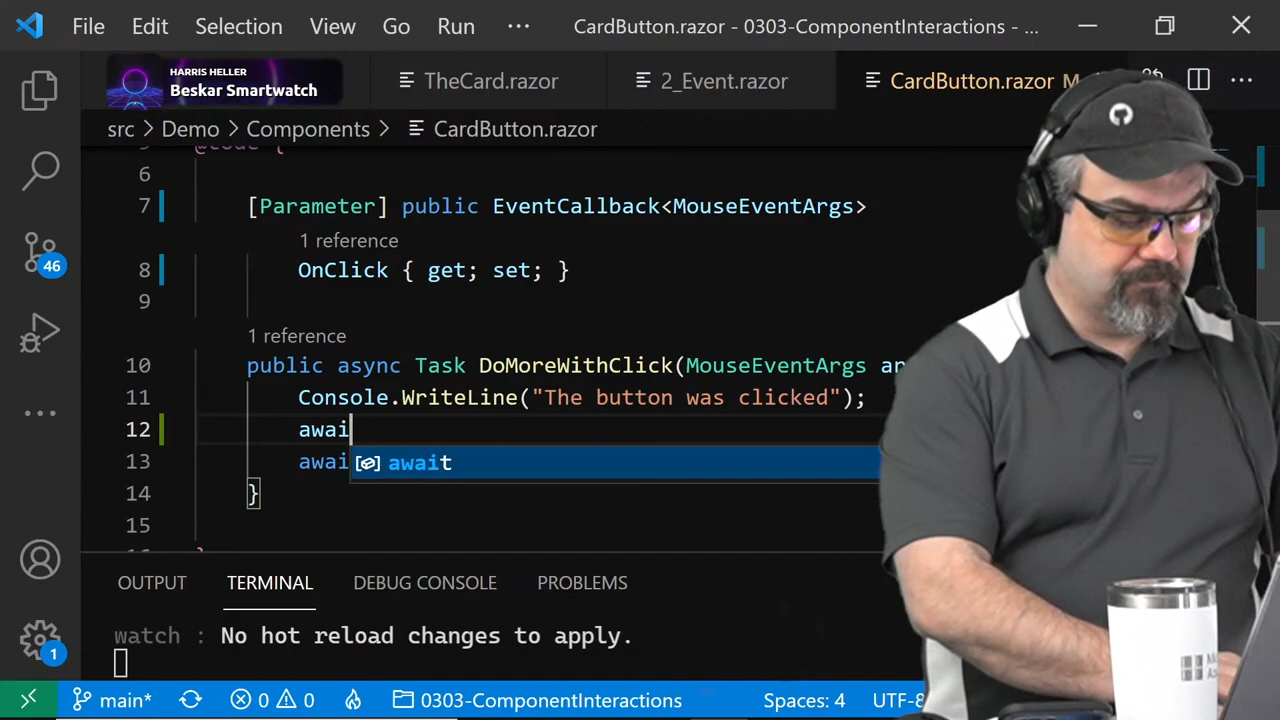 File Edit Selection View Go Run ··· CardButton.razor - 0303-ComponentInteractions - ...
HARRIS HELLER
Beskar Smartwatch
TheCard.razor
2_Event.razor
CardButton.razor M
src > Demo > Components > CardButton.razor
@code {
6
7 [Parameter] public EventCallback<MouseEventArgs>
1 reference
8 OnClick { get; set; }
9
1 reference
10 public async Task DoMoreWithClick(MouseEventArgs
11 Console.WriteLine("The button was clicked");
12 awai
13 awai
await
14 }
15
46
OUTPUT TERMINAL DEBUG CONSOLE PROBLEMS
watch : No hot reload changes to apply.
1
main* 0 0 0303-ComponentInteractions Spaces: 4 UTF-8